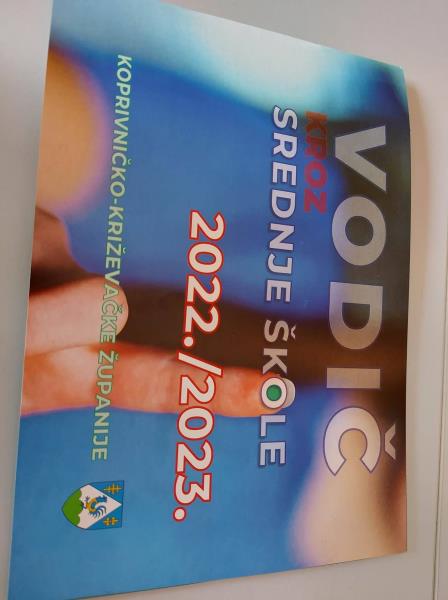 VODIČ
KROZ
SREDNJE ŠKOLE
2022./2023.
KOPRIVNIČKO-KRIŽEVAČKE ŽUPANIJE